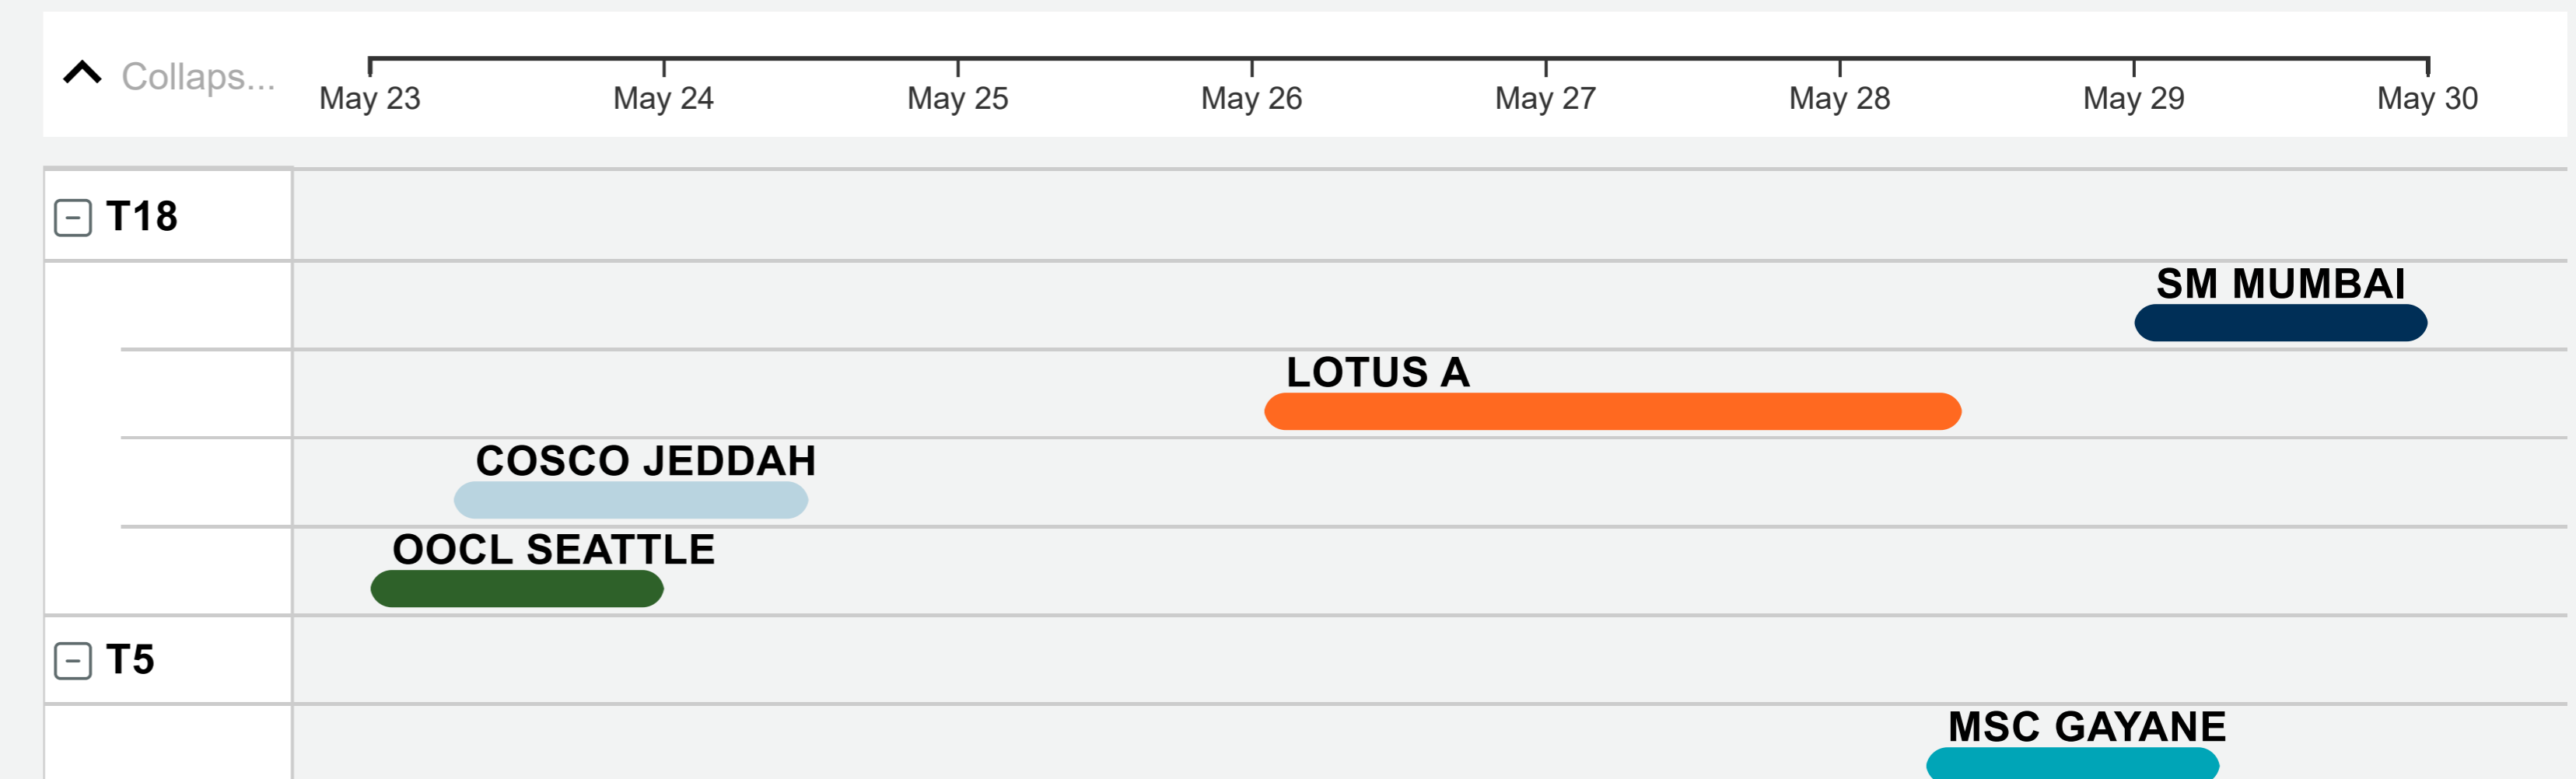 Collaps...
May 23 May 24 May 25 May 26 May 27 May 28 May 29 May 30
T18
SM MUMBAI
LOTUS A
COSCO JEDDAH
OOCL SEATTLE
T5
MSC GAYANE